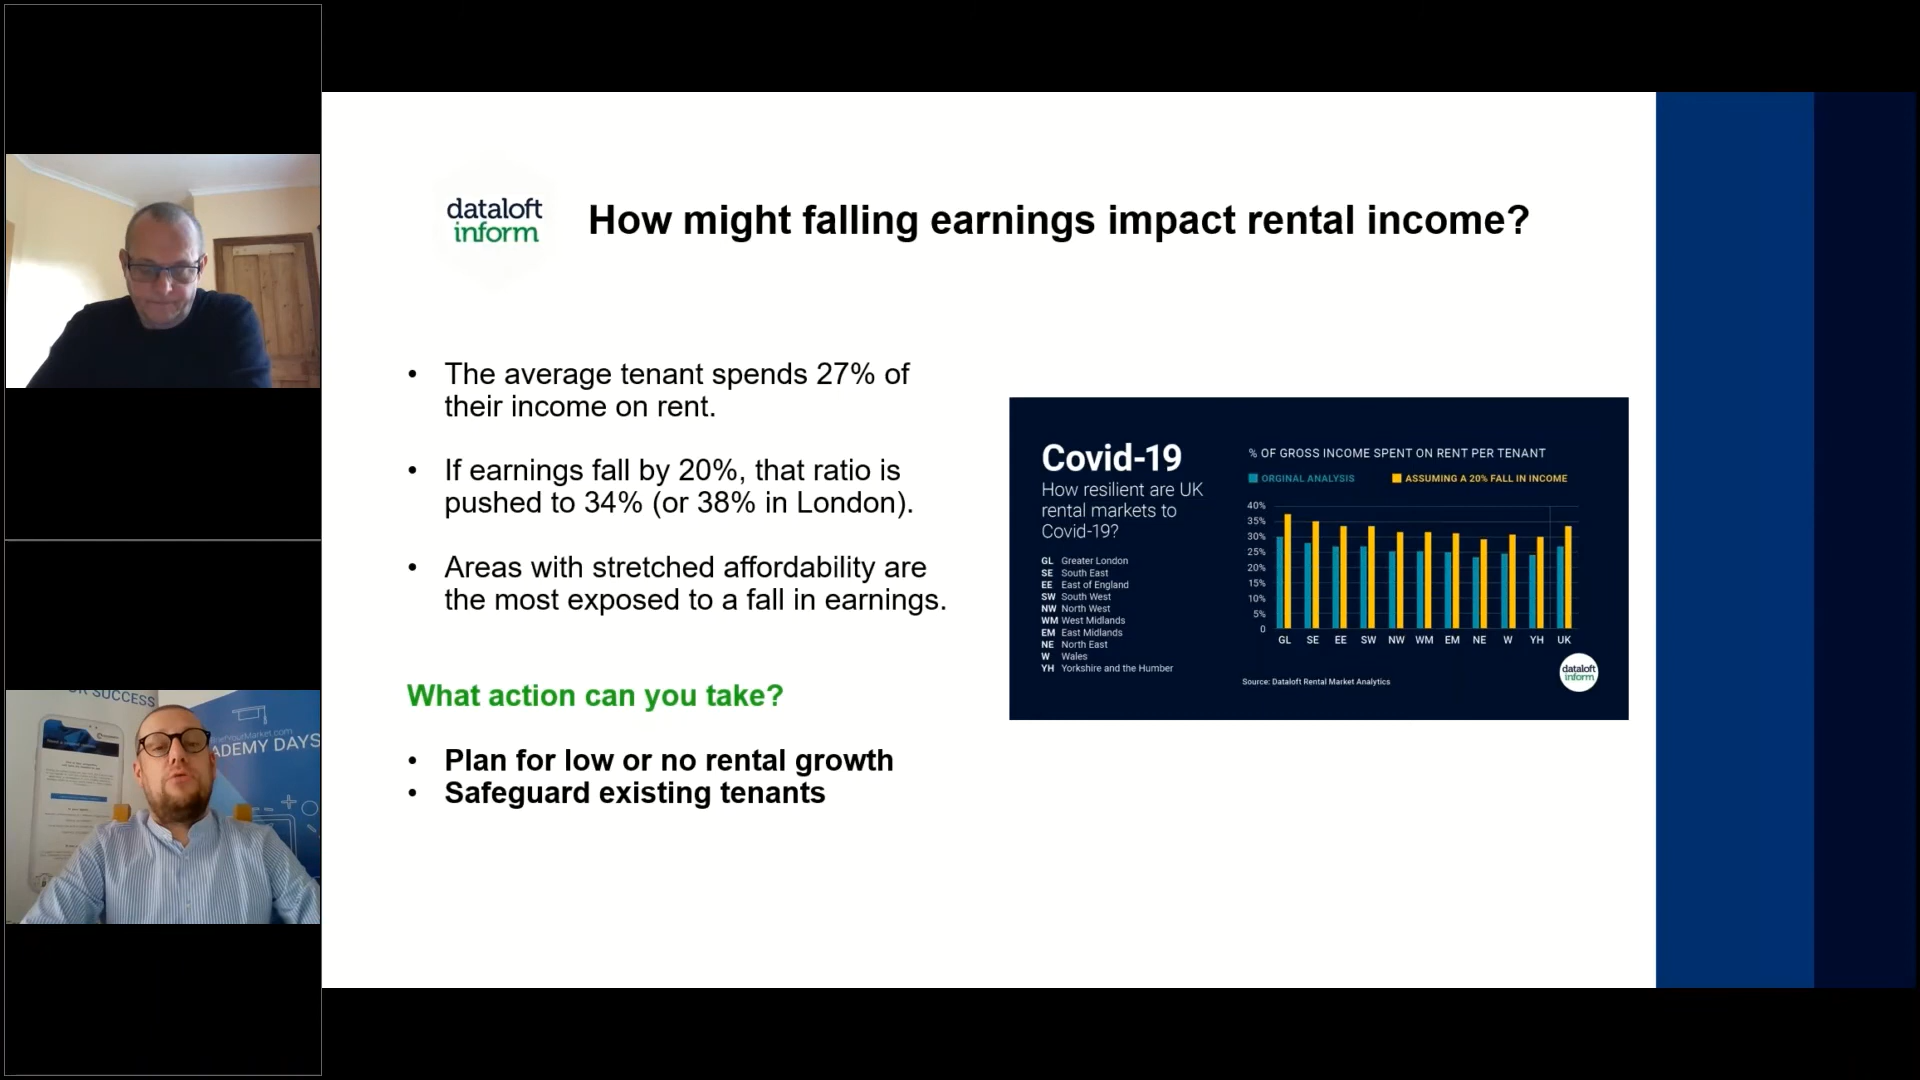 dataloft
inform
How might falling earnings impact rental income?
• The average tenant spends 27% of
their income on rent.
• If earnings fall by 20%, that ratio is
pushed to 34% (or 38% in London).
• Areas with stretched affordability are
the most exposed to a fall in earnings.
What action can you take?
• Plan for low or no rental growth
• Safeguard existing tenants
Covid-19
How resilient are UK
rental markets to
Covid-19?
GL Greater London
SE South East
EE East of England
SW South West
NW North West
WM West Midlands
EM East Midlands
NE North East
W Wales
YH Yorkshire and the Humber
% OF GROSS INCOME SPENT ON RENT PER TENANT
ORGINAL ANALYSIS
ASSUMING A 20% FALL IN INCOME
40%
35%
30%
25%
20%
15%
10%
5%
0
GL SE EE SW NW WM EM NE W YH UK
Source: Dataloft Rental Market Analytics
dataloft
inform
SUCCESS
BriefYourMarket.com
ADEMY DAYS